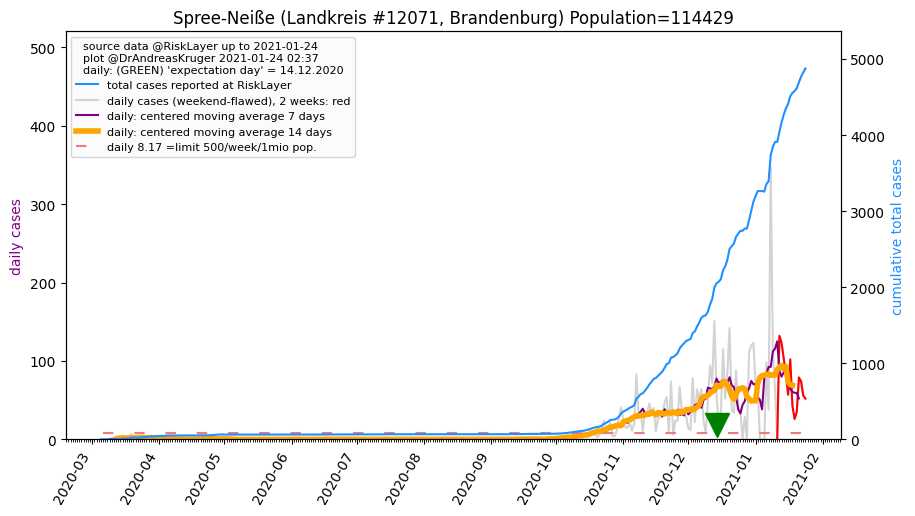 Spree-Neiße (Landkreis #12071, Brandenburg) Population=114429
source data @RiskLayer up to 2021-01-24
plot @DrAndreasKruger 2021-01-24 02:37
daily: (GREEN) 'expectation day' = 14.12.2020
total cases reported at RiskLayer
daily cases (weekend-flawed), 2 weeks: red
daily: centered moving average 7 days
daily: centered moving average 14 days
daily 8.17 =limit 500/week/1mio pop.
daily cases
500
400
300
200
100
0
cumulative total cases
5000
4000
3000
2000
1000
0
2020-03
2020-04
2020-05
2020-06
2020-07
2020-08
2020-09
2020-10
2020-11
2020-12
2021-01
2021-02